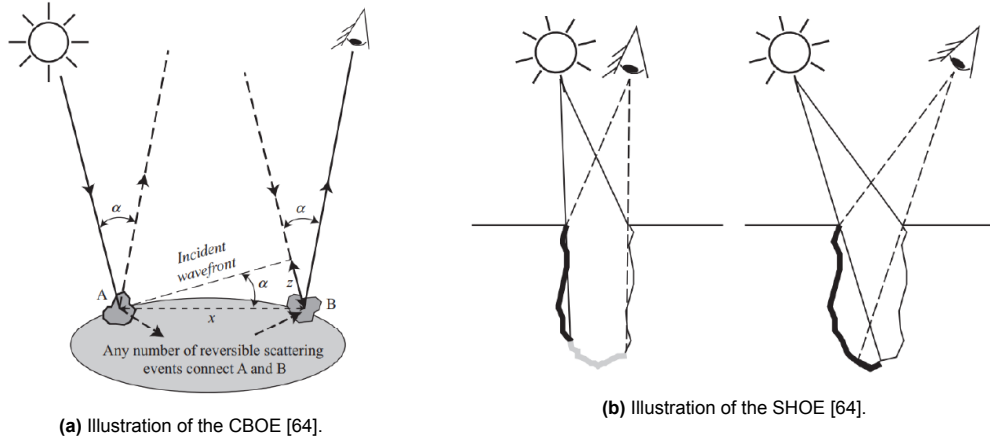 α
α
Incident
wavefront
z
α
A
B
x
Any number of reversible scattering
events connect A and B
(a) Illustration of the CBOE [64].
(b) Illustration of the SHOE [64].